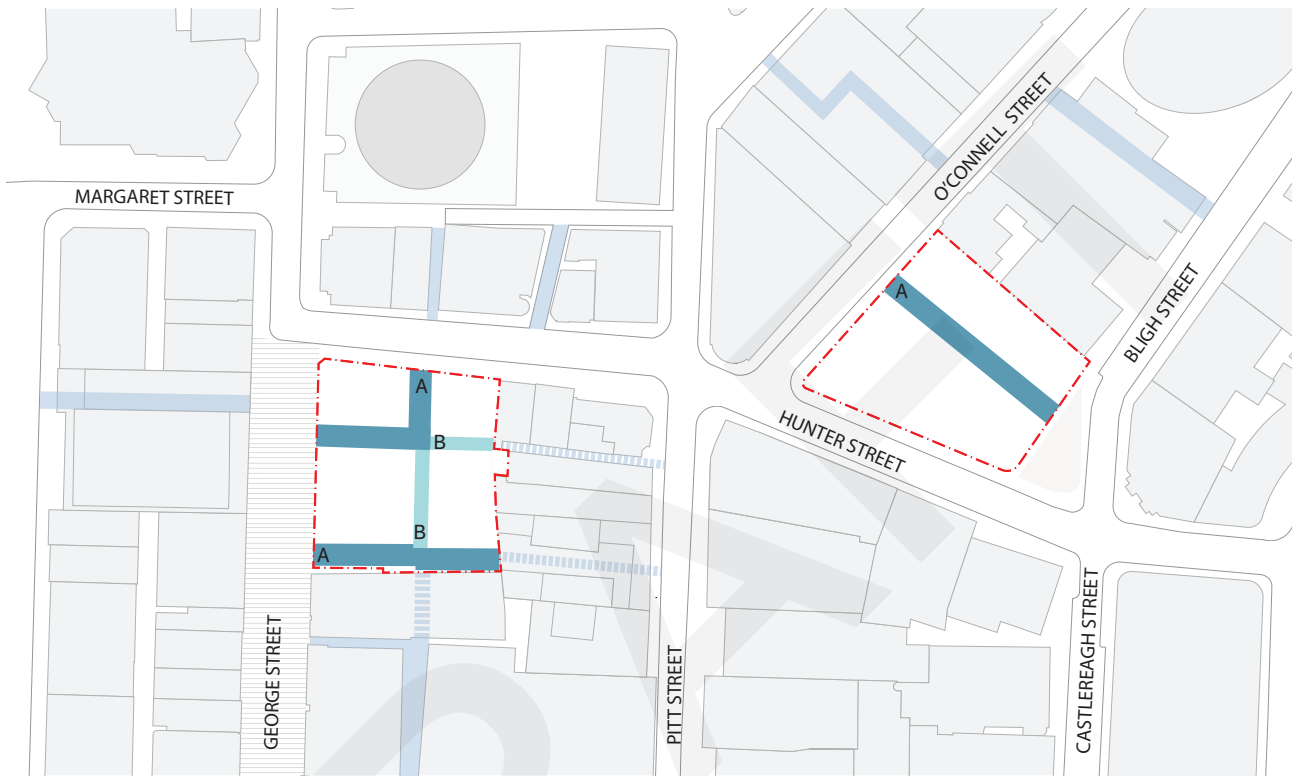 MARGARET STREET
O'CONNELL STREET
A
BLIGH STREET
A
B
HUNTER STREET
B
A
GEORGE STREET
PITT STREET
CASTLEREAGH STREET